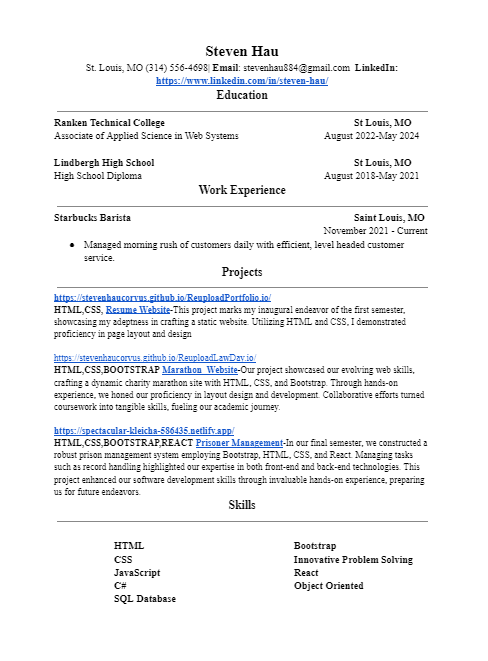 Steven Hau
St. Louis, MO (314) 556-4698| Email: stevenhau884@gmail.com LinkedIn:
https://www.linkedin.com/in/steven-hau/
Education
Ranken Technical College St Louis, MO
Associate of Applied Science in Web Systems August 2022-May 2024
Lindbergh High School St Louis, MO
High School Diploma August 2018-May 2021
Work Experience
Starbucks Barista Saint Louis, MO
November 2021 - Current
● Managed morning rush of customers daily with efficient, level headed customer
service.
Projects
https://stevenhaucorvus.github.io/ReuploadPortfolio.io/
HTML,CSS, Resume Website-This project marks my inaugural endeavor of the first semester,
showcasing my adeptness in crafting a static website. Utilizing HTML and CSS, I demonstrated
proficiency in page layout and design
https://stevenhaucorvus.github.io/ReuploadLawDay.io/
HTML,CSS,BOOTSTRAP Marathon Website-Our project showcased our evolving web skills,
crafting a dynamic charity marathon site with HTML, CSS, and Bootstrap. Through hands-on
experience, we honed our proficiency in layout design and development. Collaborative efforts turned
coursework into tangible skills, fueling our academic journey.
https://spectacular-kleicha-586435.netlify.app/
HTML,CSS,BOOTSTRAP,REACT Prisoner Management-In our final semester, we constructed a
robust prison management system employing Bootstrap, HTML, CSS, and React. Managing tasks
such as record handling highlighted our expertise in both front-end and back-end technologies. This
project enhanced our software development skills through invaluable hands-on experience, preparing
us for future endeavors.
Skills
HTML Bootstrap
CSS Innovative Problem Solving
JavaScript React
C# Object Oriented
SQL Database